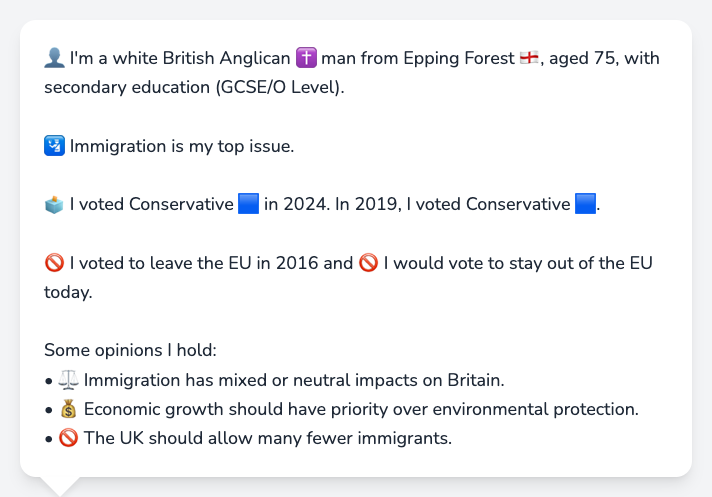 👤 I'm a white British Anglican ✝️ man from Epping Forest 🏴󠁧󠁢󠁥󠁮󠁧󠁿, aged 75, with
secondary education (GCSE/O Level).
🛂 Immigration is my top issue.
🗳️ I voted Conservative 🟦 in 2024. In 2019, I voted Conservative 🟦.
🚫 I voted to leave the EU in 2016 and 🚫 I would vote to stay out of the EU
today.
Some opinions I hold:
• ⚖️ Immigration has mixed or neutral impacts on Britain.
• 💰 Economic growth should have priority over environmental protection.
• 🚫 The UK should allow many fewer immigrants.